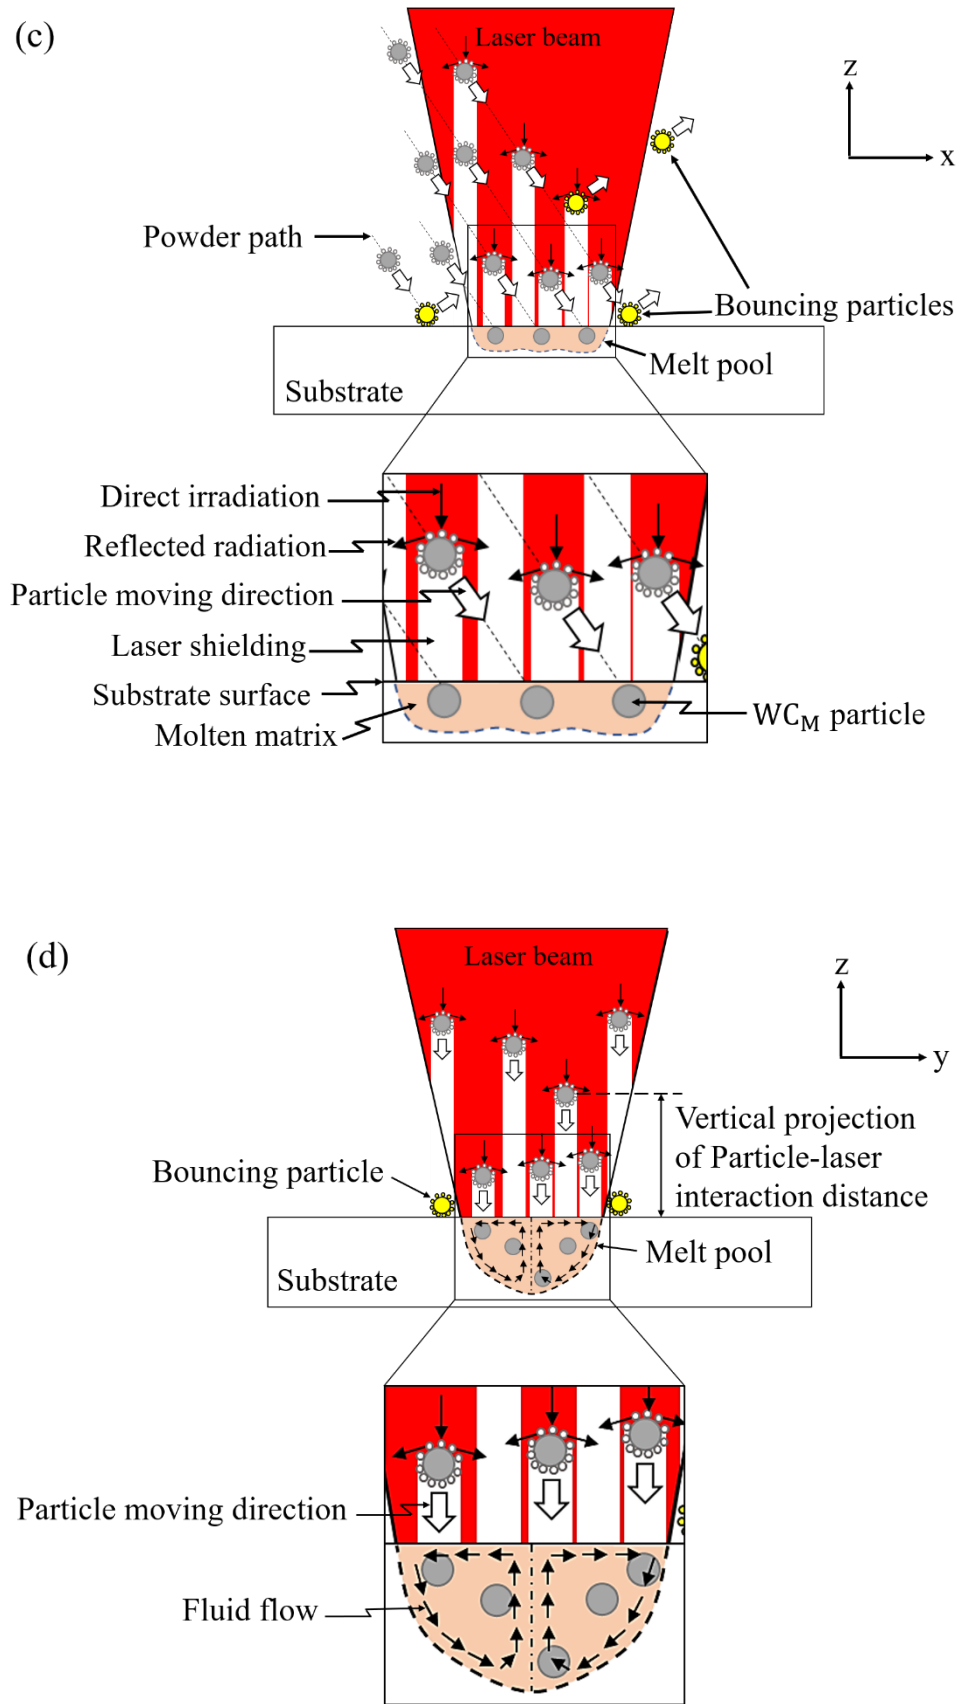 (c)
Laser beam
z
x
Powder path
Bouncing particles
Melt pool
Substrate
Direct irradiation
Reflected radiation
Particle moving direction
Laser shielding
Substrate surface
Molten matrix
WC_M particle
(d)
Laser beam
z
y
Vertical projection
of Particle-laser
interaction distance
Bouncing particle
Melt pool
Substrate
Particle moving direction
Fluid flow